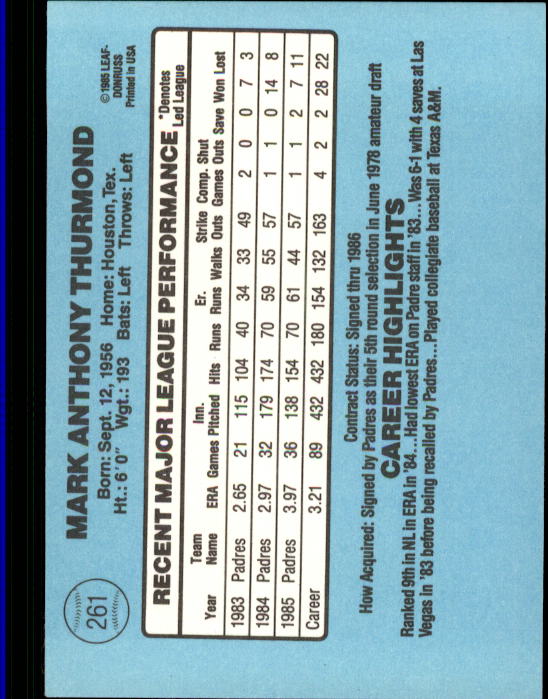 261
MARK ANTHONY THURMOND
Born: Sept. 12, 1956 Home: Houston, Tex.
Ht.: 6'0" Wgt.: 193 Bats: Left Throws: Left
© 1985 LEAF-
DONRUSS
Printed in USA
RECENT MAJOR LEAGUE PERFORMANCE
*Denotes
Led League
Team Inn. Er. Strike Comp. Shut
Year Name ERA Games Pitched Hits Runs Runs Walks Outs Games Outs Save Won Lost
1983 Padres 2.65 21 115 104 40 34 33 49 2 0 0 7 3
1984 Padres 2.97 32 179 174 70 59 55 57 1 1 0 14 8
1985 Padres 3.97 36 138 154 70 61 44 57 1 1 2 7 11
Career 3.21 89 432 432 180 154 132 163 4 2 2 28 22
Contract Status: Signed thru 1986
How Acquired: Signed by Padres as their 5th round selection in June 1978 amateur draft
CAREER HIGHLIGHTS
Ranked 9th in NL in ERA in '84....Had lowest ERA on Padre staff in '83....Was 6-1 with 4 saves at Las
Vegas in '83 before being recalled by Padres....Played collegiate baseball at Texas A&M.